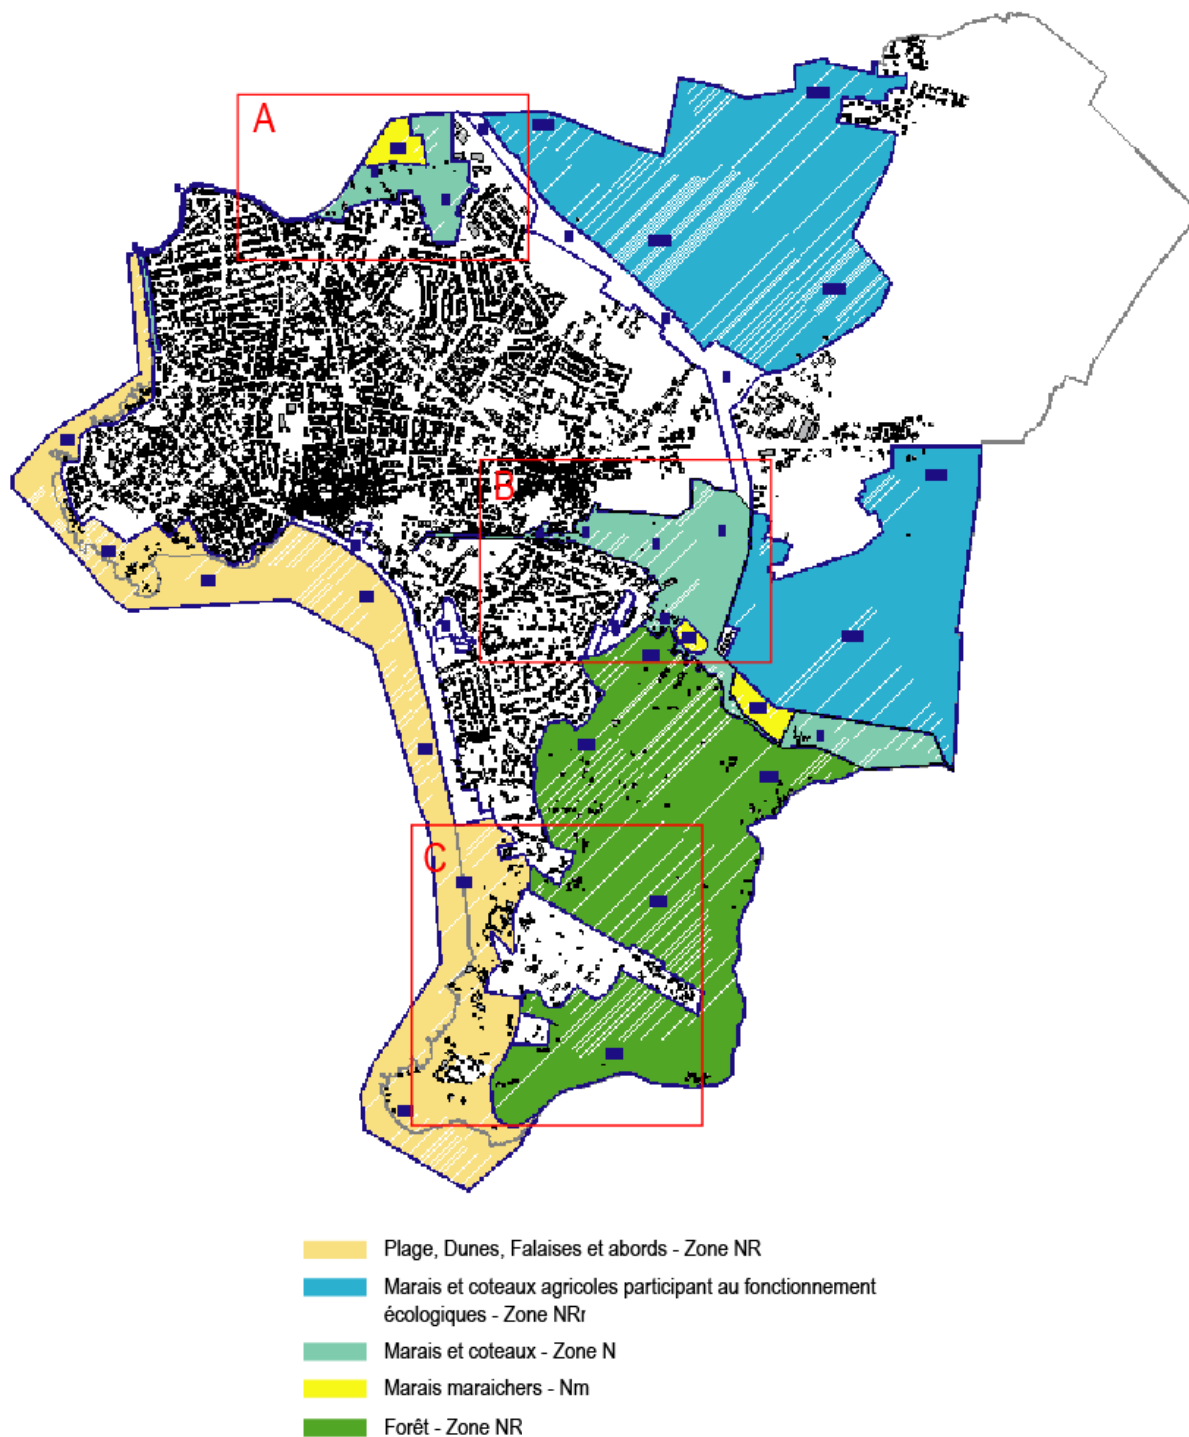 A
B
C
Plage, Dunes, Falaises et abords - Zone NR
Marais et coteaux agricoles participant au fonctionnement
écologiques - Zone NRr
Marais et coteaux - Zone N
Marais maraichers - Nm
Forêt - Zone NR